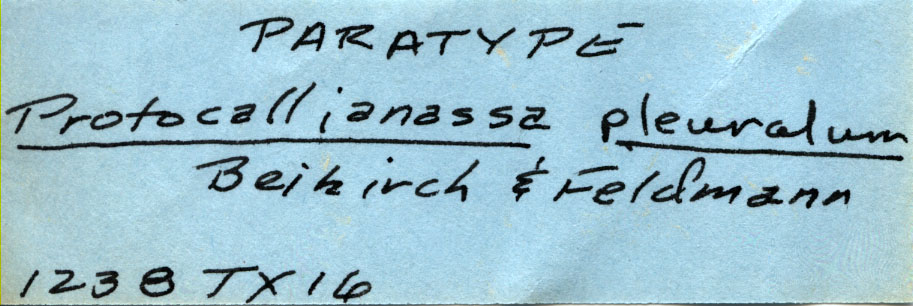 PARATYPE
Protocallianassa pleuralum
Beikirch & Feldmann
1238 TX 16